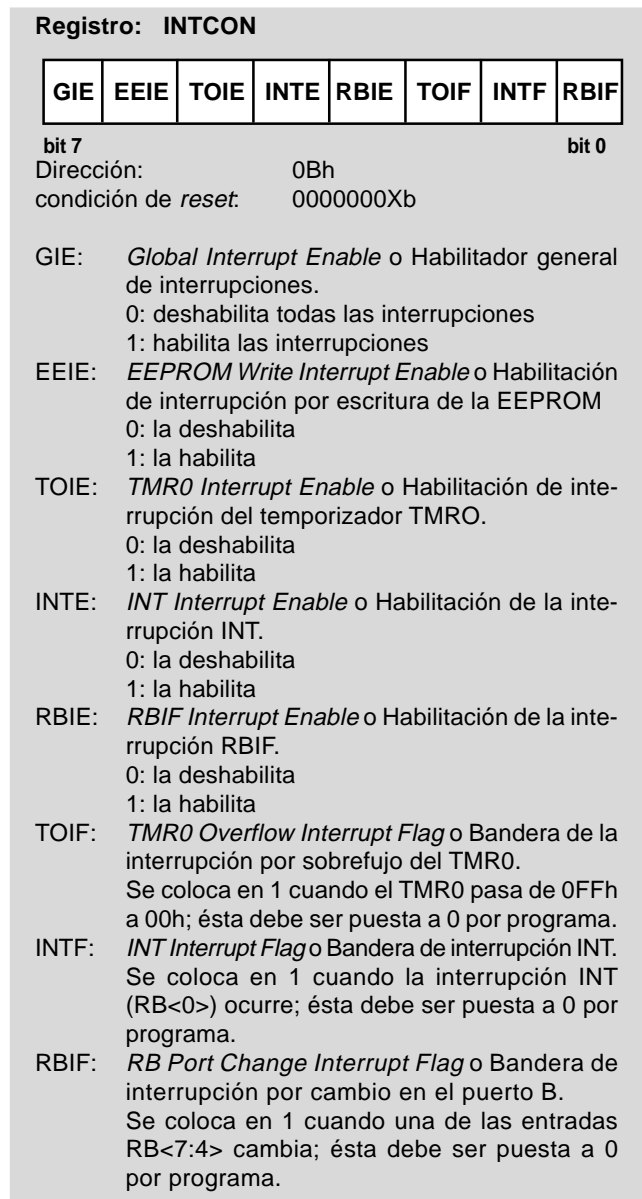 Registro: INTCON
GIE EEIE TOIE INTE RBIE TOIF INTF RBIF
bit 7 bit 0
Dirección: 0Bh
condición de reset: 0000000Xb
GIE: Global Interrupt Enable o Habilitador general
de interrupciones.
0: deshabilita todas las interrupciones
1: habilita las interrupciones
EEIE: EEPROM Write Interrupt Enable o Habilitación
de interrupción por escritura de la EEPROM
0: la deshabilita
1: la habilita
TOIE: TMR0 Interrupt Enable o Habilitación de inte-
rrupción del temporizador TMRO.
0: la deshabilita
1: la habilita
INTE: INT Interrupt Enable o Habilitación de la inte-
rrupción INT.
0: la deshabilita
1: la habilita
RBIE: RBIF Interrupt Enable o Habilitación de la inte-
rrupción RBIF.
0: la deshabilita
1: la habilita
TOIF: TMR0 Overflow Interrupt Flag o Bandera de la
interrupción por sobrefujo del TMR0.
Se coloca en 1 cuando el TMR0 pasa de 0FFh
a 00h; ésta debe ser puesta a 0 por programa.
INTF: INT Interrupt Flag o Bandera de interrupción INT.
Se coloca en 1 cuando la interrupción INT
(RB<0>) ocurre; ésta debe ser puesta a 0 por
programa.
RBIF: RB Port Change Interrupt Flag o Bandera de
interrupción por cambio en el puerto B.
Se coloca en 1 cuando una de las entradas
RB<7:4> cambia; ésta debe ser puesta a 0
por programa.